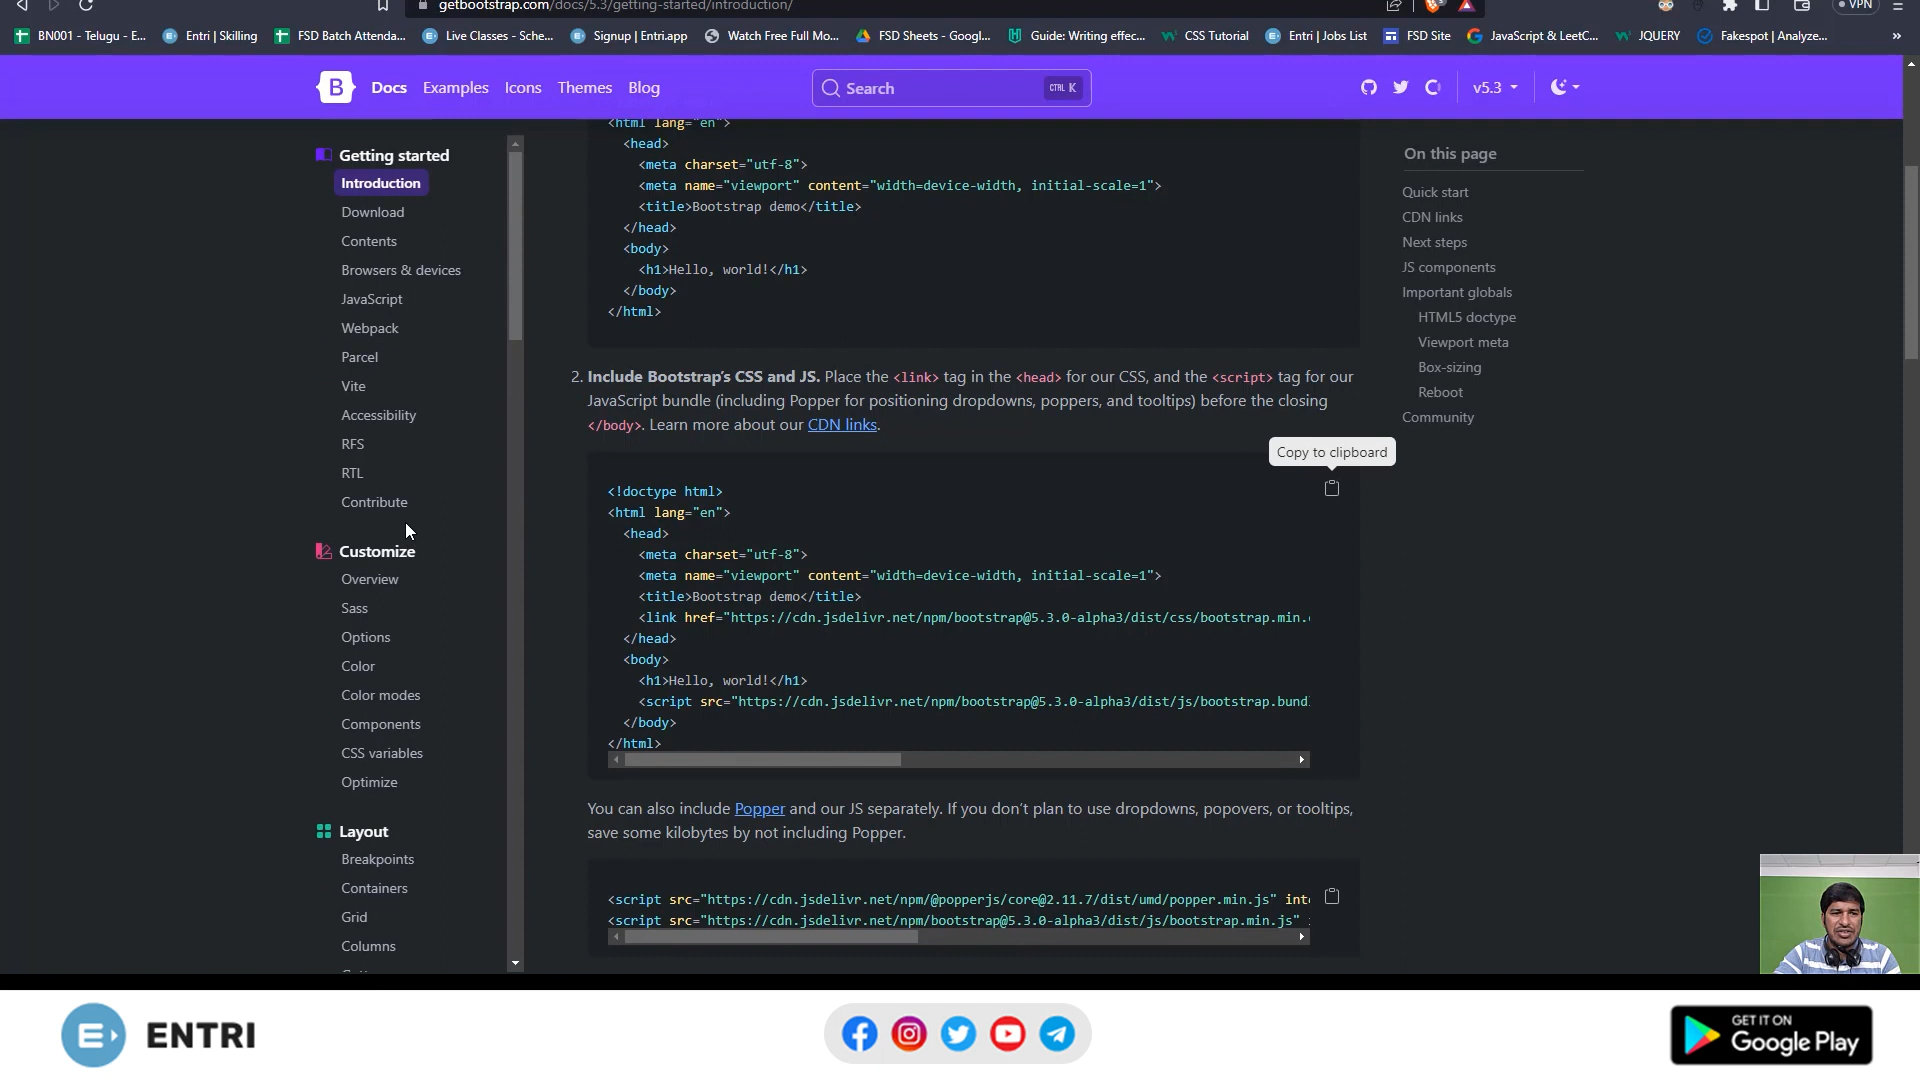 getbootstrap.com/docs/5.3/getting-started/introduction/
VPN
BN001 - Telugu - E...
Entri | Skilling
FSD Batch Attenda...
Live Classes - Sche...
Signup | Entri.app
Watch Free Full Mo...
FSD Sheets - Googl...
Guide: Writing effec...
CSS Tutorial
Entri | Jobs List
FSD Site
JavaScript & LeetC...
JQUERY
Fakespot | Analyze...
»
B
Docs
Examples
Icons
Themes
Blog
Search
CTRL K
v5.3
Getting started
Introduction
Download
Contents
Browsers & devices
JavaScript
Webpack
Parcel
Vite
Accessibility
RFS
RTL
Contribute
Customize
Overview
Sass
Options
Color
Color modes
Components
CSS variables
Optimize
Layout
Breakpoints
Containers
Grid
Columns
<html lang="en">
<head>
<meta charset="utf-8">
<meta name="viewport" content="width=device-width, initial-scale=1">
<title>Bootstrap demo</title>
</head>
<body>
<h1>Hello, world!</h1>
</body>
</html>
2. Include Bootstrap's CSS and JS. Place the <link> tag in the <head> for our CSS, and the <script> tag for our
JavaScript bundle (including Popper for positioning dropdowns, poppers, and tooltips) before the closing
</body>. Learn more about our CDN links.
Copy to clipboard
<!doctype html>
<html lang="en">
<head>
<meta charset="utf-8">
<meta name="viewport" content="width=device-width, initial-scale=1">
<title>Bootstrap demo</title>
<link href="https://cdn.jsdelivr.net/npm/bootstrap@5.3.0-alpha3/dist/css/bootstrap.min.
</head>
<body>
<h1>Hello, world!</h1>
<script src="https://cdn.jsdelivr.net/npm/bootstrap@5.3.0-alpha3/dist/js/bootstrap.bund
</body>
</html>
You can also include Popper and our JS separately. If you don't plan to use dropdowns, popovers, or tooltips,
save some kilobytes by not including Popper.
<script src="https://cdn.jsdelivr.net/npm/@popperjs/core@2.11.7/dist/umd/popper.min.js" inte
<script src="https://cdn.jsdelivr.net/npm/bootstrap@5.3.0-alpha3/dist/js/bootstrap.min.js"
On this page
Quick start
CDN links
Next steps
JS components
Important globals
HTML5 doctype
Viewport meta
Box-sizing
Reboot
Community
E
ENTRI
GET IT ON
Google Play